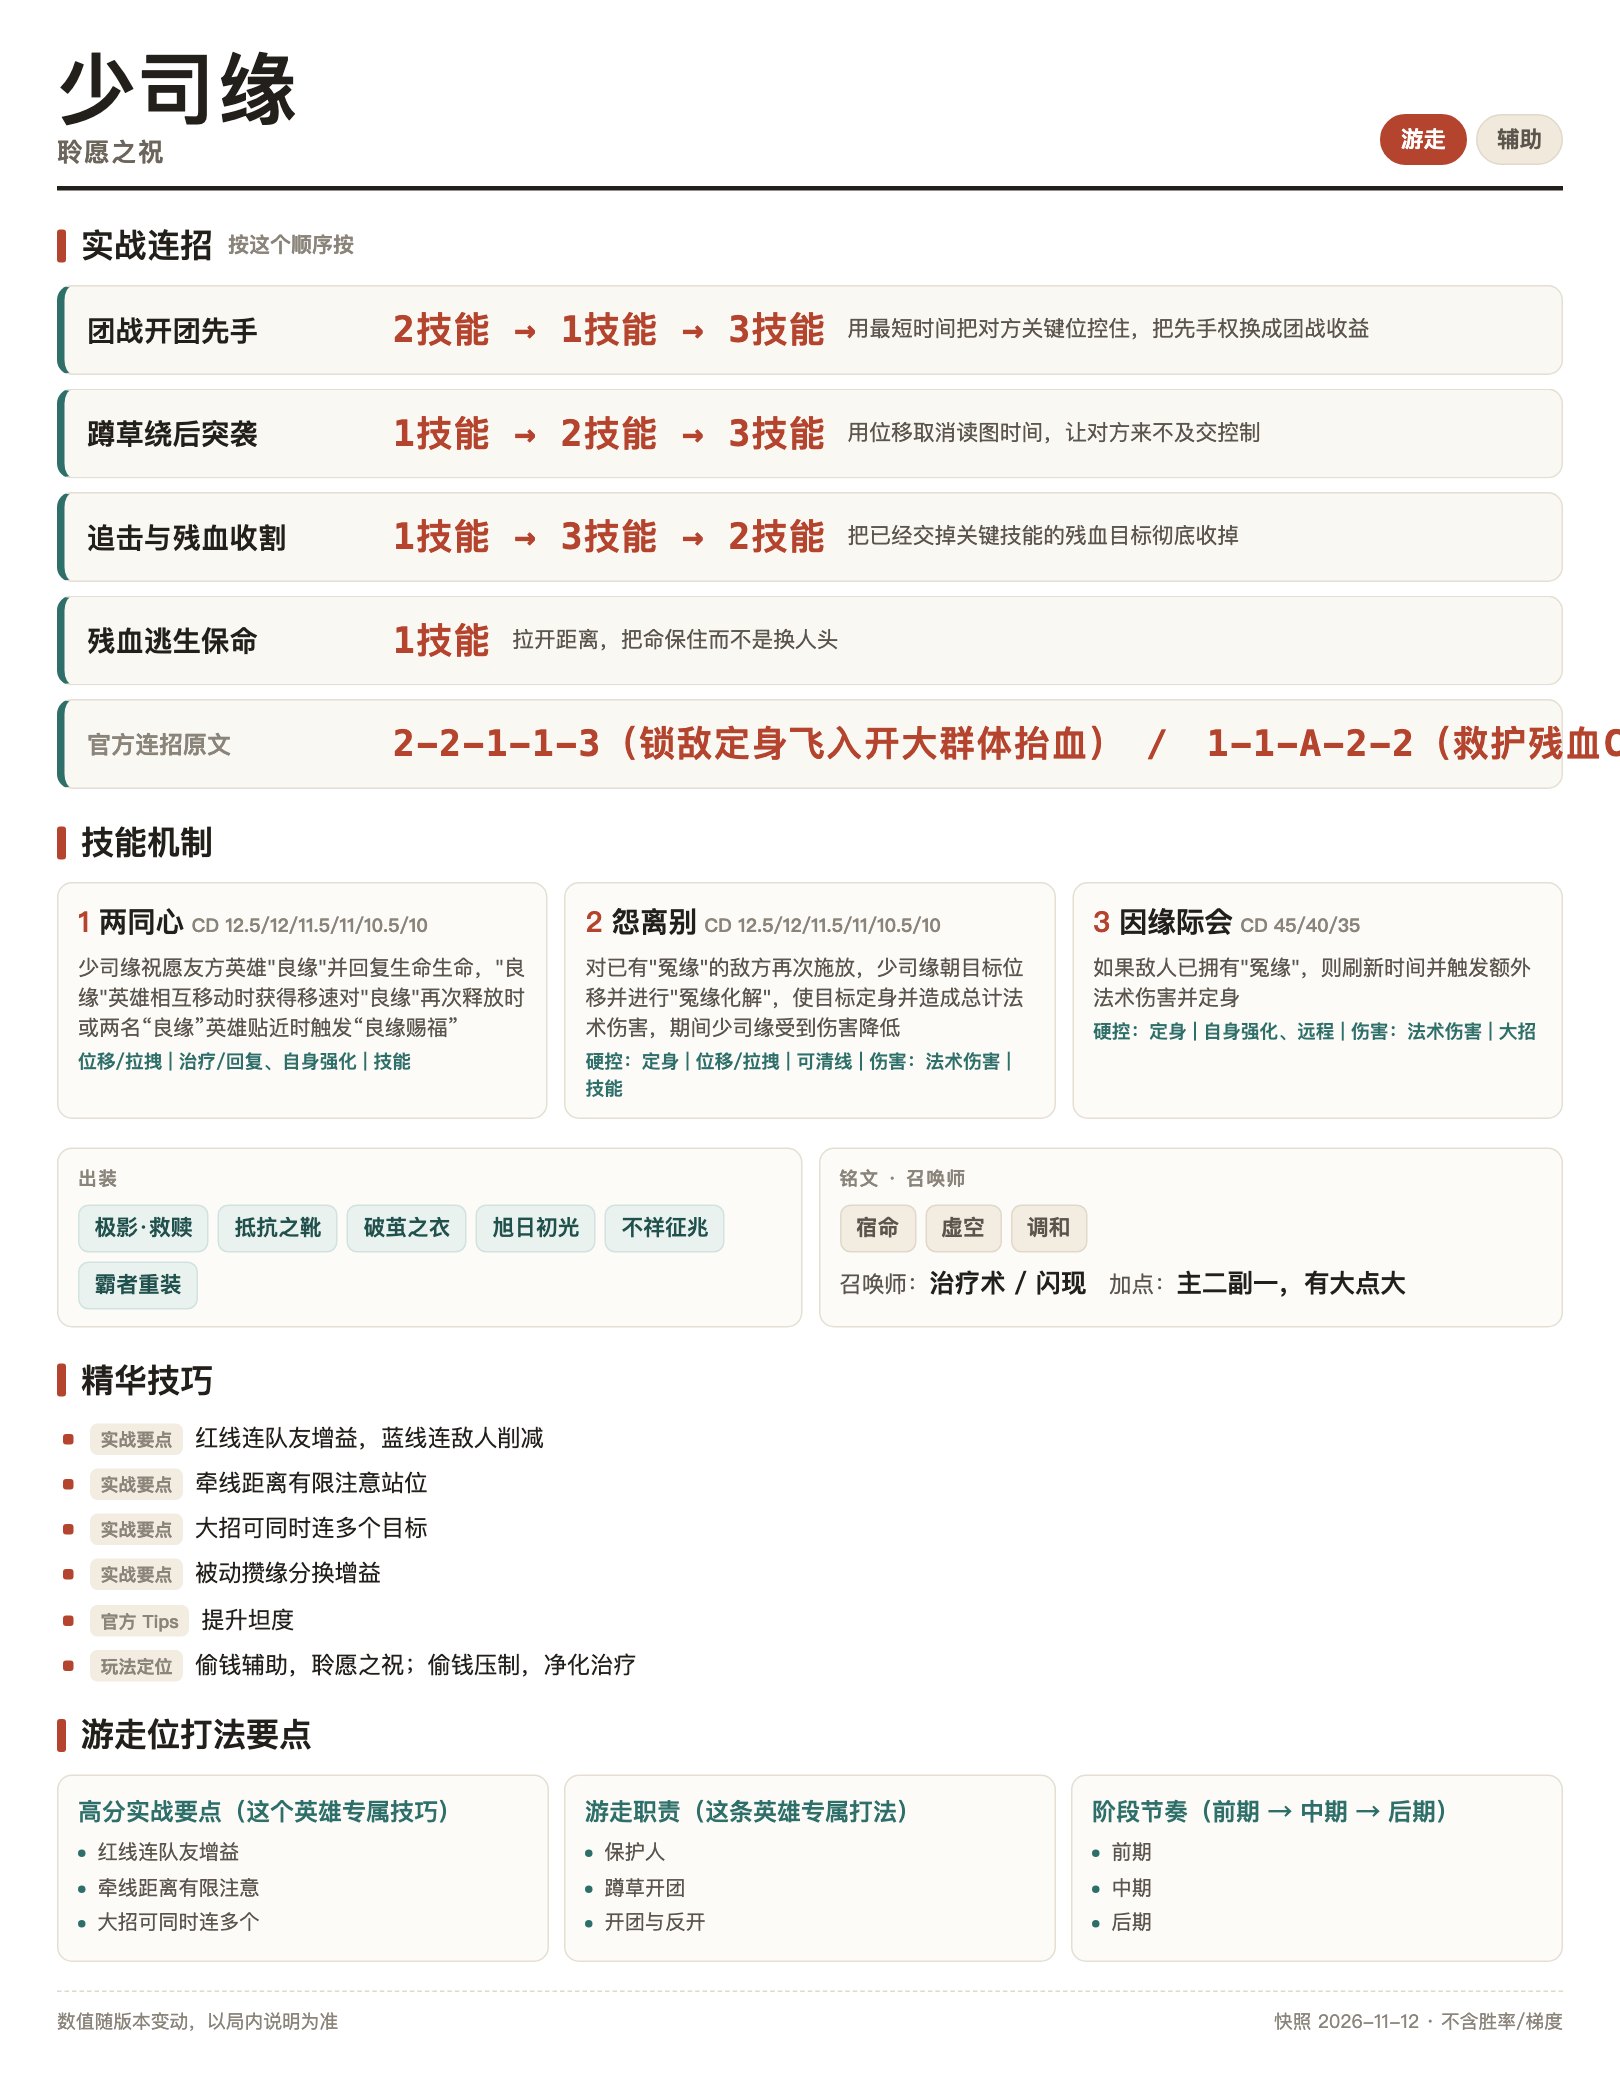 少司缘
聆愿之祝
游走 辅助
实战连招 按这个顺序按
团战开团先手 2技能 → 1技能 → 3技能 用最短时间把对方关键位控住，把先手权换成团战收益
蹲草绕后突袭 1技能 → 2技能 → 3技能 用位移取消读图时间，让对方来不及交控制
追击与残血收割 1技能 → 3技能 → 2技能 把已经交掉关键技能的残血目标彻底收掉
残血逃生保命 1技能 拉开距离，把命保住而不是换人头
官方连招原文 2-2-1-1-3（锁敌定身飞入开大群体抬血） / 1-1-A-2-2（救护残血C
技能机制
1 两同心 CD 12.5/12/11.5/11/10.5/10
少司缘祝愿友方英雄"良缘"并回复生命生命，"良
缘"英雄相互移动时获得移速对"良缘"再次释放时
或两名“良缘”英雄贴近时触发“良缘赐福”
位移/拉拽 | 治疗/回复、自身强化 | 技能
2 怨离别 CD 12.5/12/11.5/11/10.5/10
对已有"冤缘"的敌方再次施放，少司缘朝目标位
移并进行"冤缘化解"，使目标定身并造成总计法
术伤害，期间少司缘受到伤害降低
硬控：定身 | 位移/拉拽 | 可清线 | 伤害：法术伤害 |
技能
3 因缘际会 CD 45/40/35
如果敌人已拥有"冤缘"，则刷新时间并触发额外
法术伤害并定身
硬控：定身 | 自身强化、远程 | 伤害：法术伤害 | 大招
出装
极影·救赎 抵抗之靴 破茧之衣 旭日初光 不祥征兆
霸者重装
铭文 · 召唤师
宿命 虚空 调和
召唤师：治疗术 / 闪现 加点：主二副一，有大点大
精华技巧
实战要点 红线连队友增益，蓝线连敌人削减
实战要点 牵线距离有限注意站位
实战要点 大招可同时连多个目标
实战要点 被动攒缘分换增益
官方 Tips 提升坦度
玩法定位 偷钱辅助，聆愿之祝；偷钱压制，净化治疗
游走位打法要点
高分实战要点（这个英雄专属技巧）
红线连队友增益
牵线距离有限注意
大招可同时连多个
游走职责（这条英雄专属打法）
保护人
蹲草开团
开团与反开
阶段节奏（前期 → 中期 → 后期）
前期
中期
后期
数值随版本变动，以局内说明为准
快照 2026-11-12 · 不含胜率/梯度